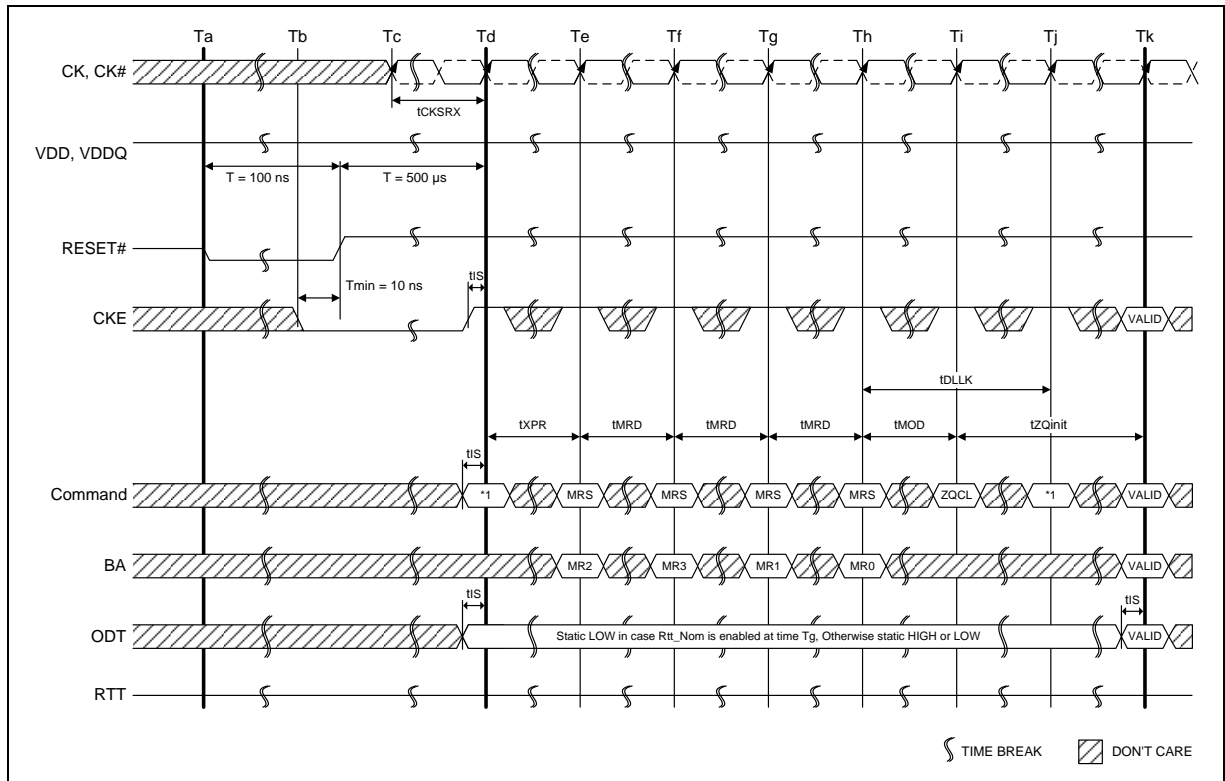 Ta Tb Tc Td Te Tf Tg Th Ti Tj Tk
CK, CK#
tCKSRX
VDD, VDDQ
T = 100 ns T = 500 µs
RESET#
tIS
Tmin = 10 ns
CKE
VALID
tDLLK
tXPR tMRD tMRD tMRD tMOD tZQinit
tIS
Command *1 MRS MRS MRS MRS ZQCL *1 VALID
BA MR2 MR3 MR1 MR0 VALID
tIS tIS
ODT Static LOW in case Rtt_Nom is enabled at time Tg, Otherwise static HIGH or LOW VALID
RTT
TIME BREAK DON'T CARE